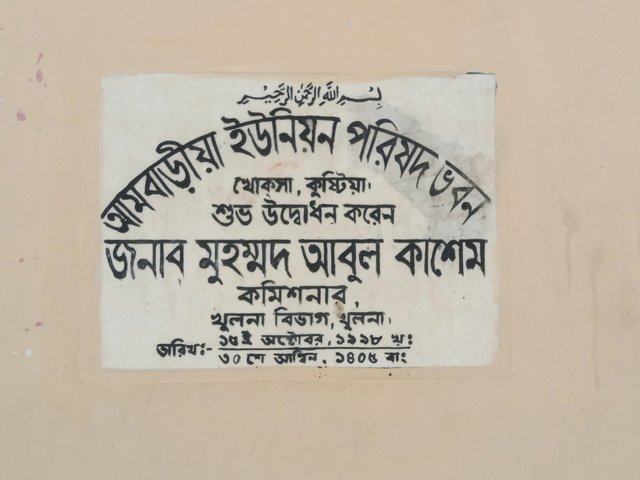 بسم الله الرحمن الرحيم
আমবাড়ীয়া ইউনিয়ন পরিষদ ভবন
খোকসা, কুষ্টিয়া।
শুভ উদ্বোধন করেন
জনাব মুহম্মদ আবুল কাশেম
কমিশনার,
খুলনা বিভাগ, খুলনা।
তারিখ:- ১৫ই অক্টোবর, ১৯৯৮ খৃ:
৩০ শে আশ্বিন, ১৪০৫ বাং